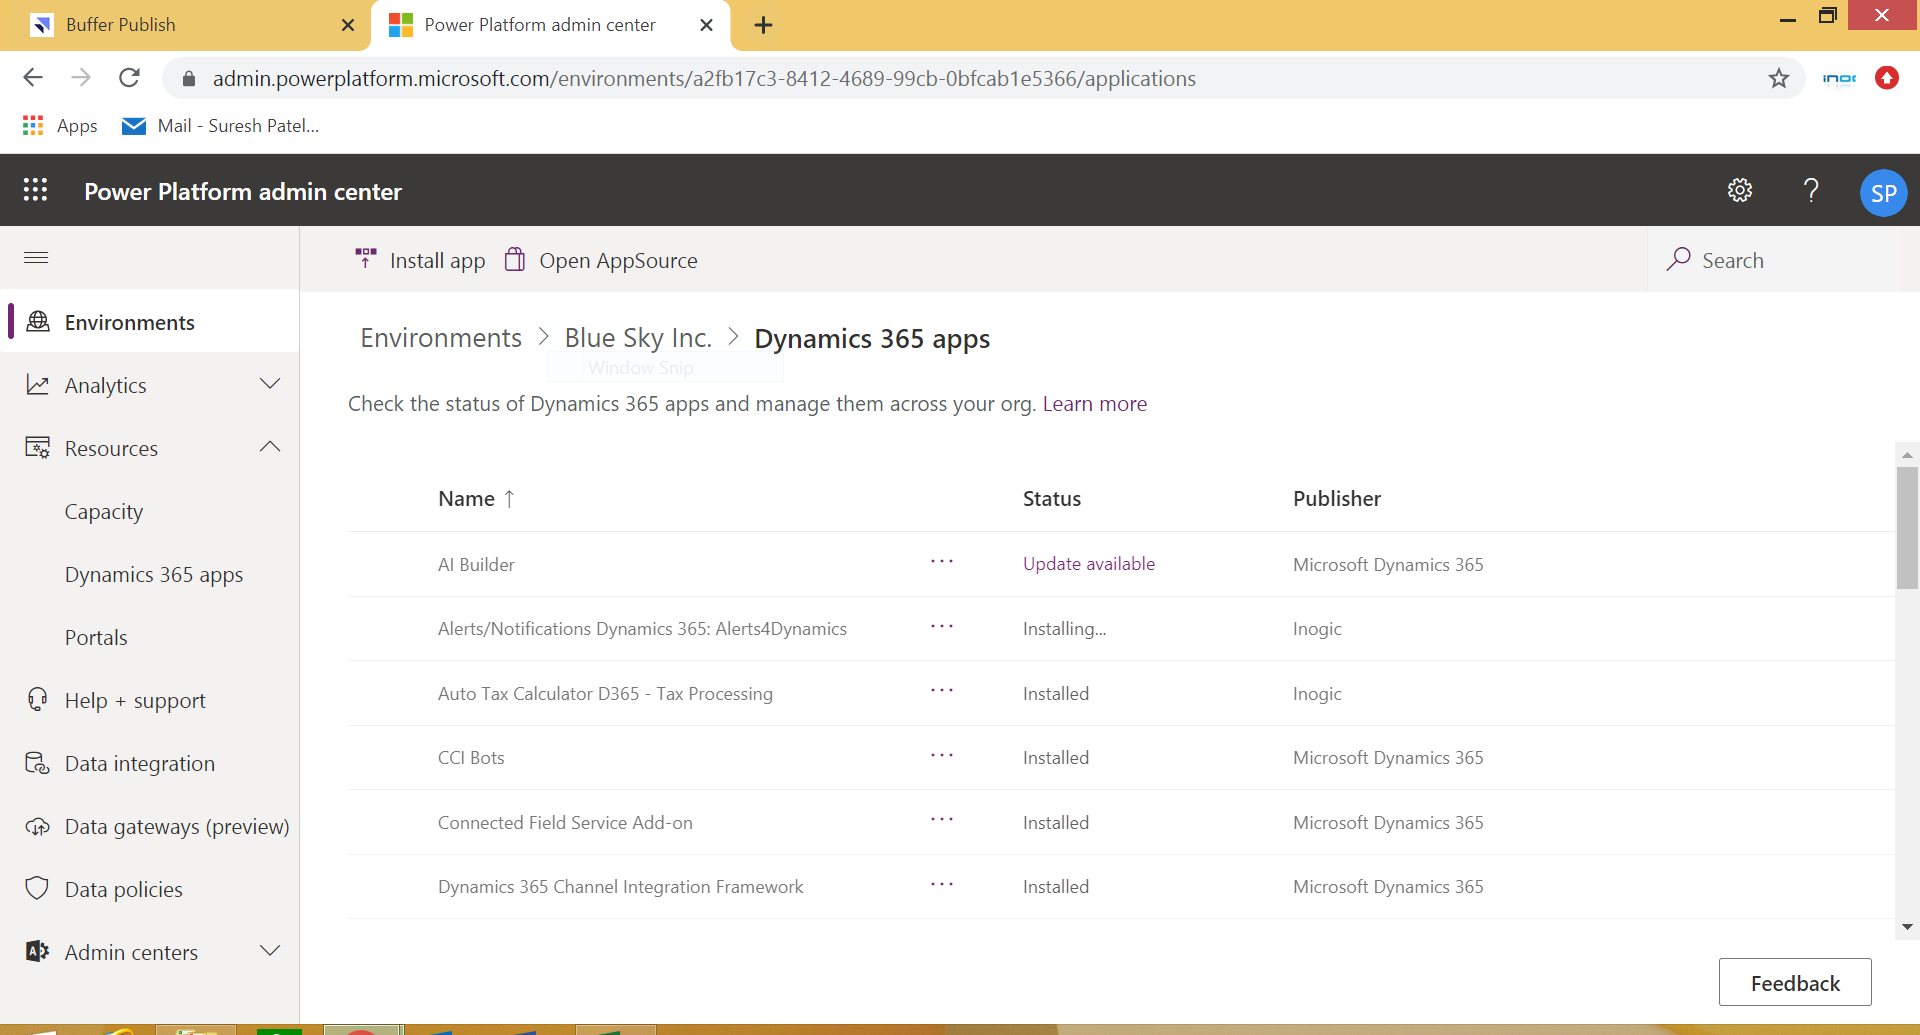 Buffer Publish
Power Platform admin center
admin.powerplatform.microsoft.com/environments/a2fb17c3-8412-4689-99cb-0bfcab1e5366/applications
Apps
Mail - Suresh Patel...
Power Platform admin center
?
SP
Install app
Open AppSource
Search
Environments
Analytics
Resources
Capacity
Dynamics 365 apps
Portals
Help + support
Data integration
Data gateways (preview)
Data policies
Admin centers
Environments > Blue Sky Inc. > Dynamics 365 apps
Window Snip
Check the status of Dynamics 365 apps and manage them across your org. Learn more
Name ↑ Status Publisher
AI Builder ... Update available Microsoft Dynamics 365
Alerts/Notifications Dynamics 365: Alerts4Dynamics ... Installing... Inogic
Auto Tax Calculator D365 - Tax Processing ... Installed Inogic
CCI Bots ... Installed Microsoft Dynamics 365
Connected Field Service Add-on ... Installed Microsoft Dynamics 365
Dynamics 365 Channel Integration Framework ... Installed Microsoft Dynamics 365
Feedback